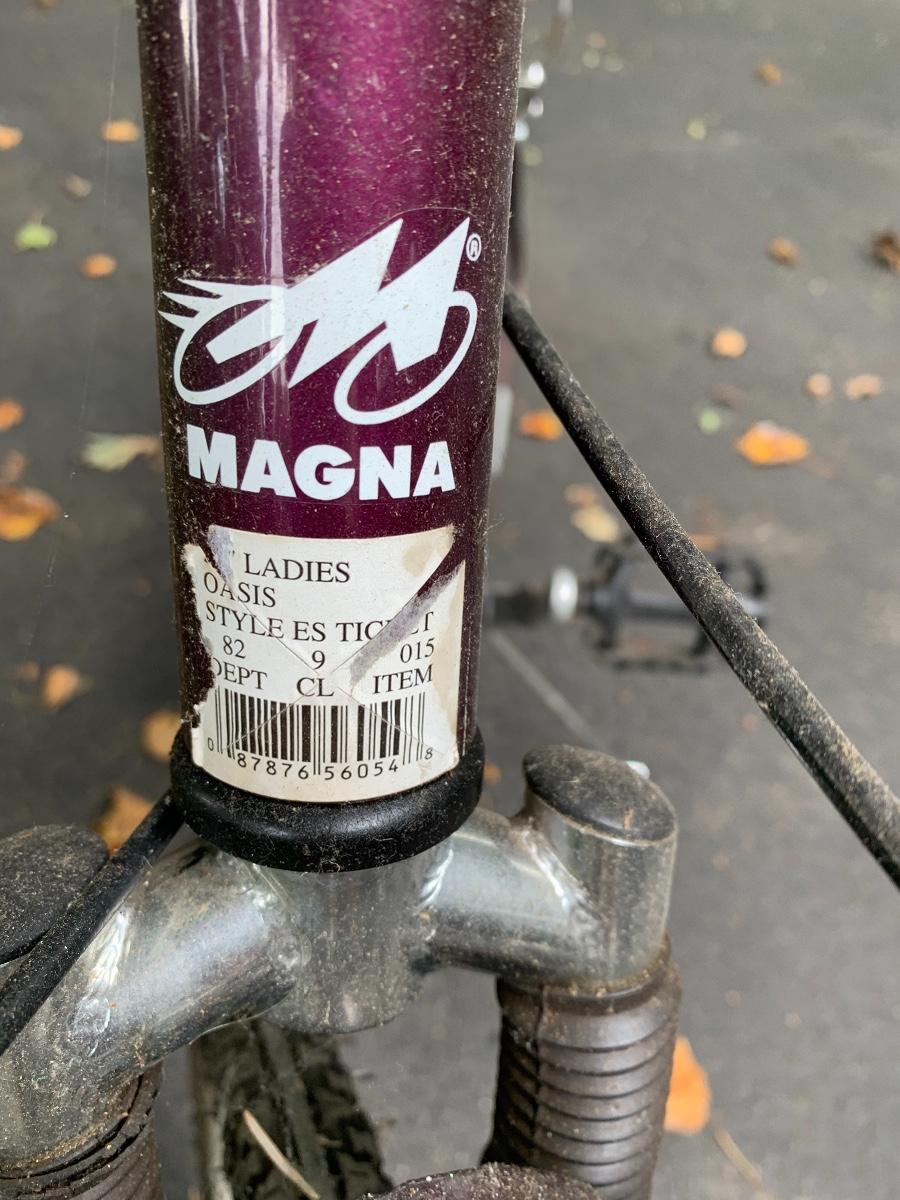 ®
MAGNA
LADIES
OASIS
STYLE ES TICKET
82 9 015
DEPT CL ITEM
0 87876 56054 8